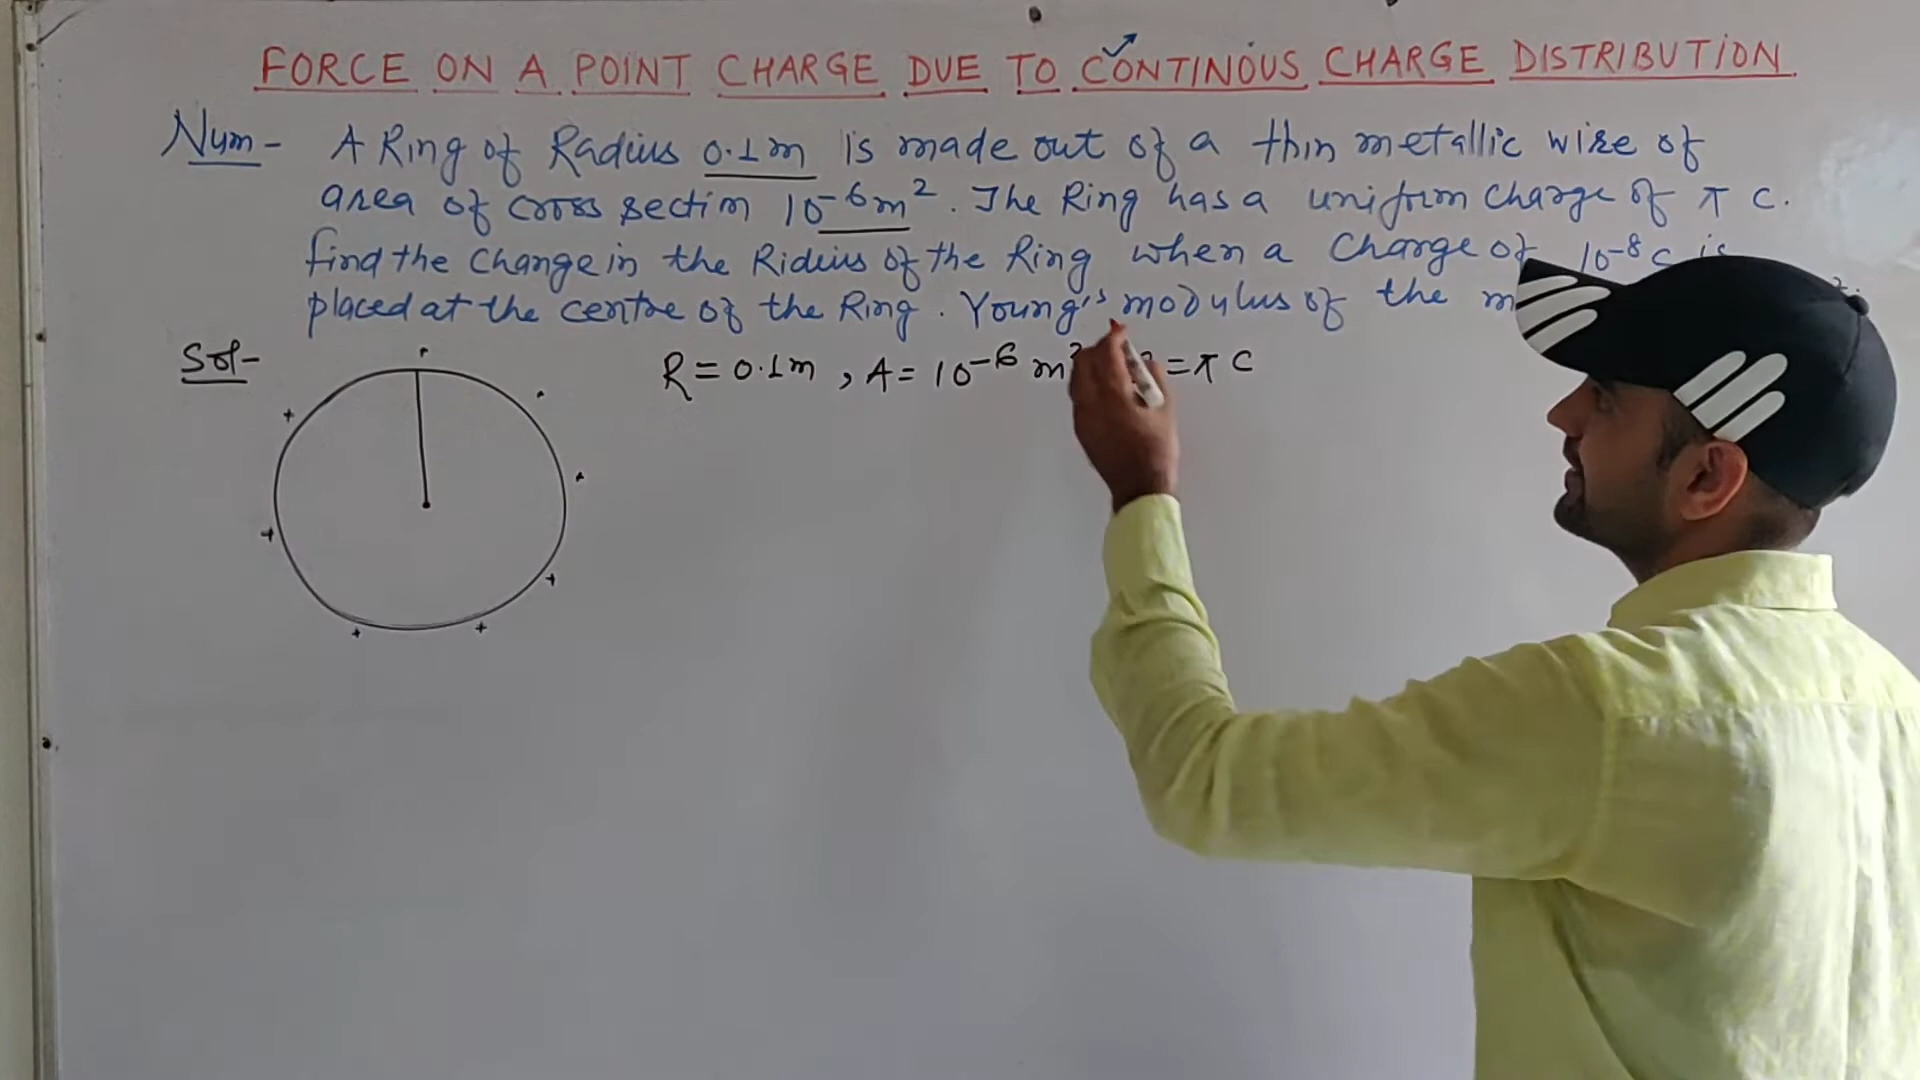 FORCE ON A POINT CHARGE DUE TO CONTINOUS CHARGE DISTRIBUTION
Num- A Ring of Radius 0.1m is made out of a thin metallic wire of
area of cross section 10⁻⁶m². The Ring has a uniform charge of π C.
find the change in the Rideius of the Ring when a Charge of 10⁻⁸ C is
placed at the centre of the Ring. Young's modulus of the
Sol-
R = 0.1m , A = 10⁻⁶ m² = π C